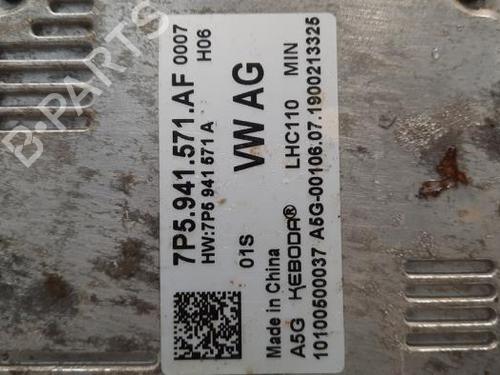 7P5.941.571.AF 0007
HW:7P5 941 571 A H06
01S VW AG
Made in China
A5G KEBODA® LHC110 MIN
10100500037 A5G-00106.07.1900213325
B-PARTS